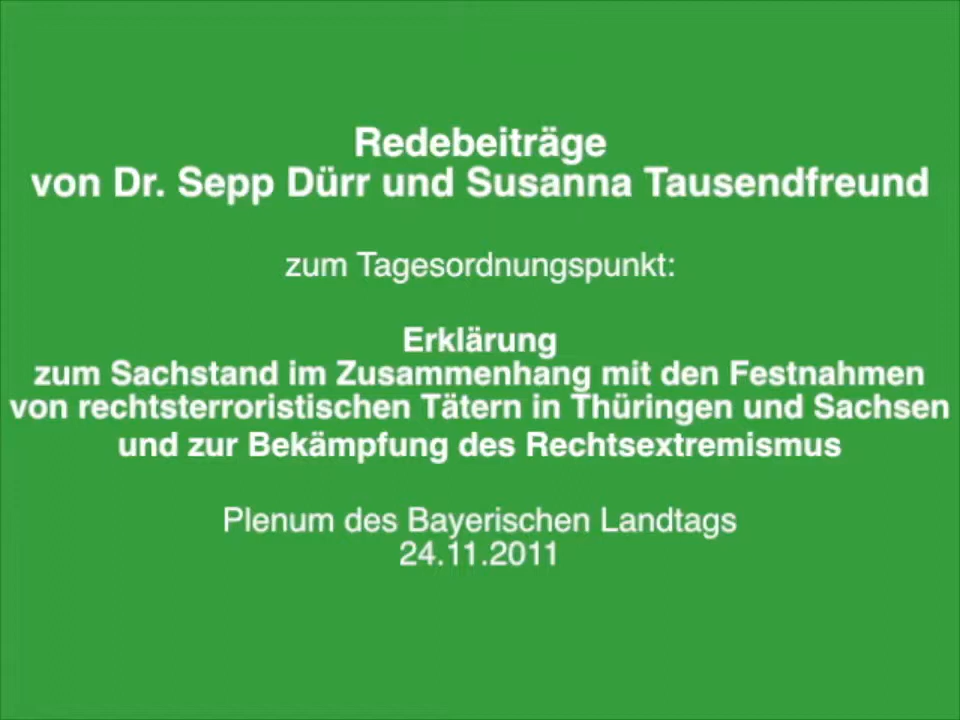 Redebeiträge
von Dr. Sepp Dürr und Susanna Tausendfreund
zum Tagesordnungspunkt:
Erklärung
zum Sachstand im Zusammenhang mit den Festnahmen
von rechtsterroristischen Tätern in Thüringen und Sachsen
und zur Bekämpfung des Rechtsextremismus
Plenum des Bayerischen Landtags
24.11.2011